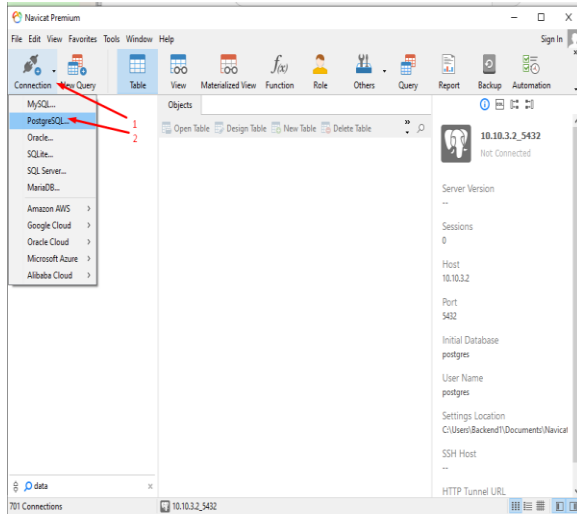 Navicat Premium
File Edit View Favorites Tools Window Help
Sign In
Connection New Query Table View Materialized View Function Role Others Query Report Backup Automation
f(x)
MySQL...
PostgreSQL...
Oracle...
SQLite...
SQL Server...
MariaDB...
Amazon AWS
Google Cloud
Oracle Cloud
Microsoft Azure
Alibaba Cloud
1
2
Objects
Open Table Design Table New Table Delete Table
10.10.3.2_5432
Not Connected
Server Version
--
Sessions
0
Host
10.10.3.2
Port
5432
Initial Database
postgres
User Name
postgres
Settings Location
C:\Users\Backend1\Documents\Navicat
SSH Host
--
HTTP Tunnel URL
data
701 Connections
10.10.3.2_5432